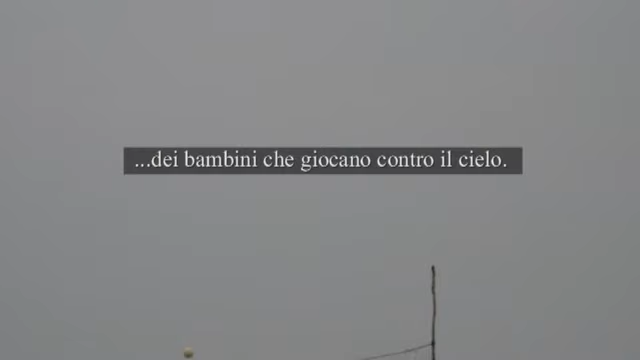 ...dei bambini che giocano contro il cielo.